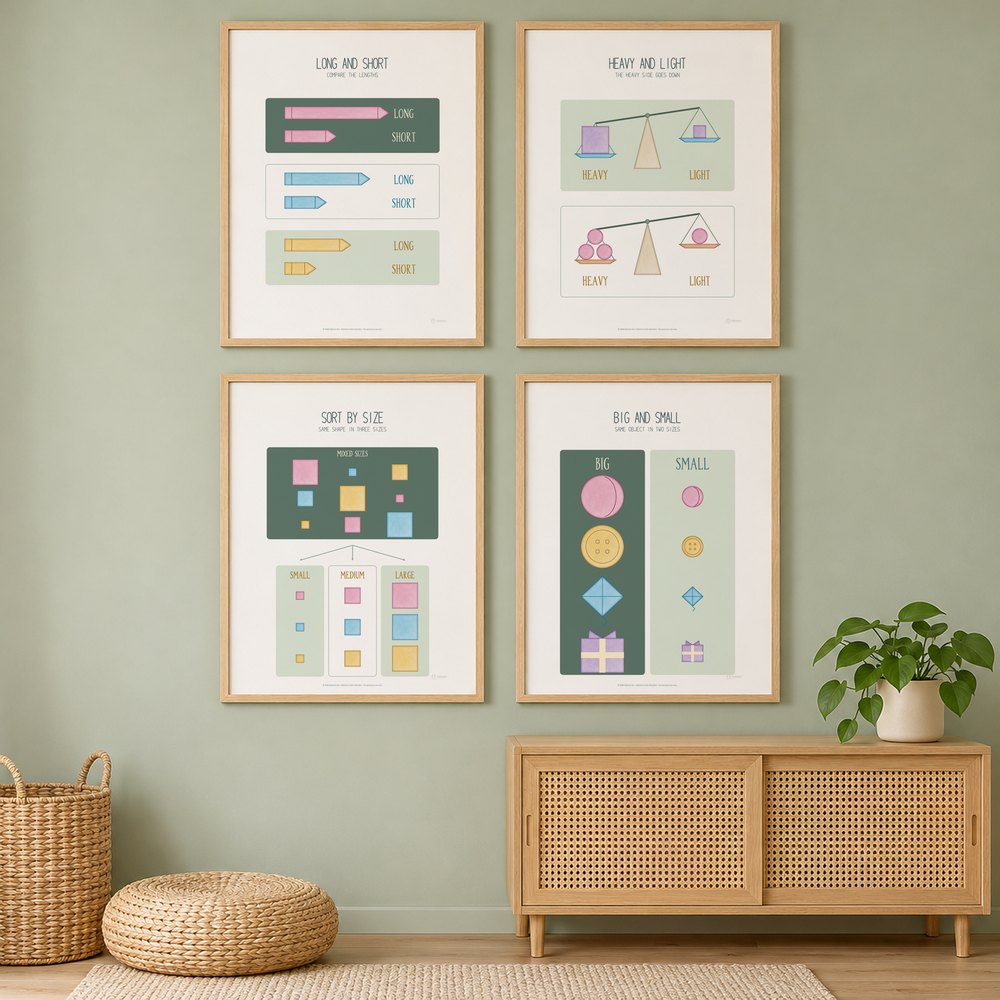 LONG AND SHORT
COMPARE THE LENGTHS
LONG
SHORT
LONG
SHORT
LONG
SHORT
HEAVY AND LIGHT
THE HEAVY SIDE GOES DOWN
HEAVY
LIGHT
HEAVY
LIGHT
SORT BY SIZE
SAME SHAPE IN THREE SIZES
MIXED SIZES
SMALL
MEDIUM
LARGE
BIG AND SMALL
SAME OBJECT IN TWO SIZES
BIG
SMALL